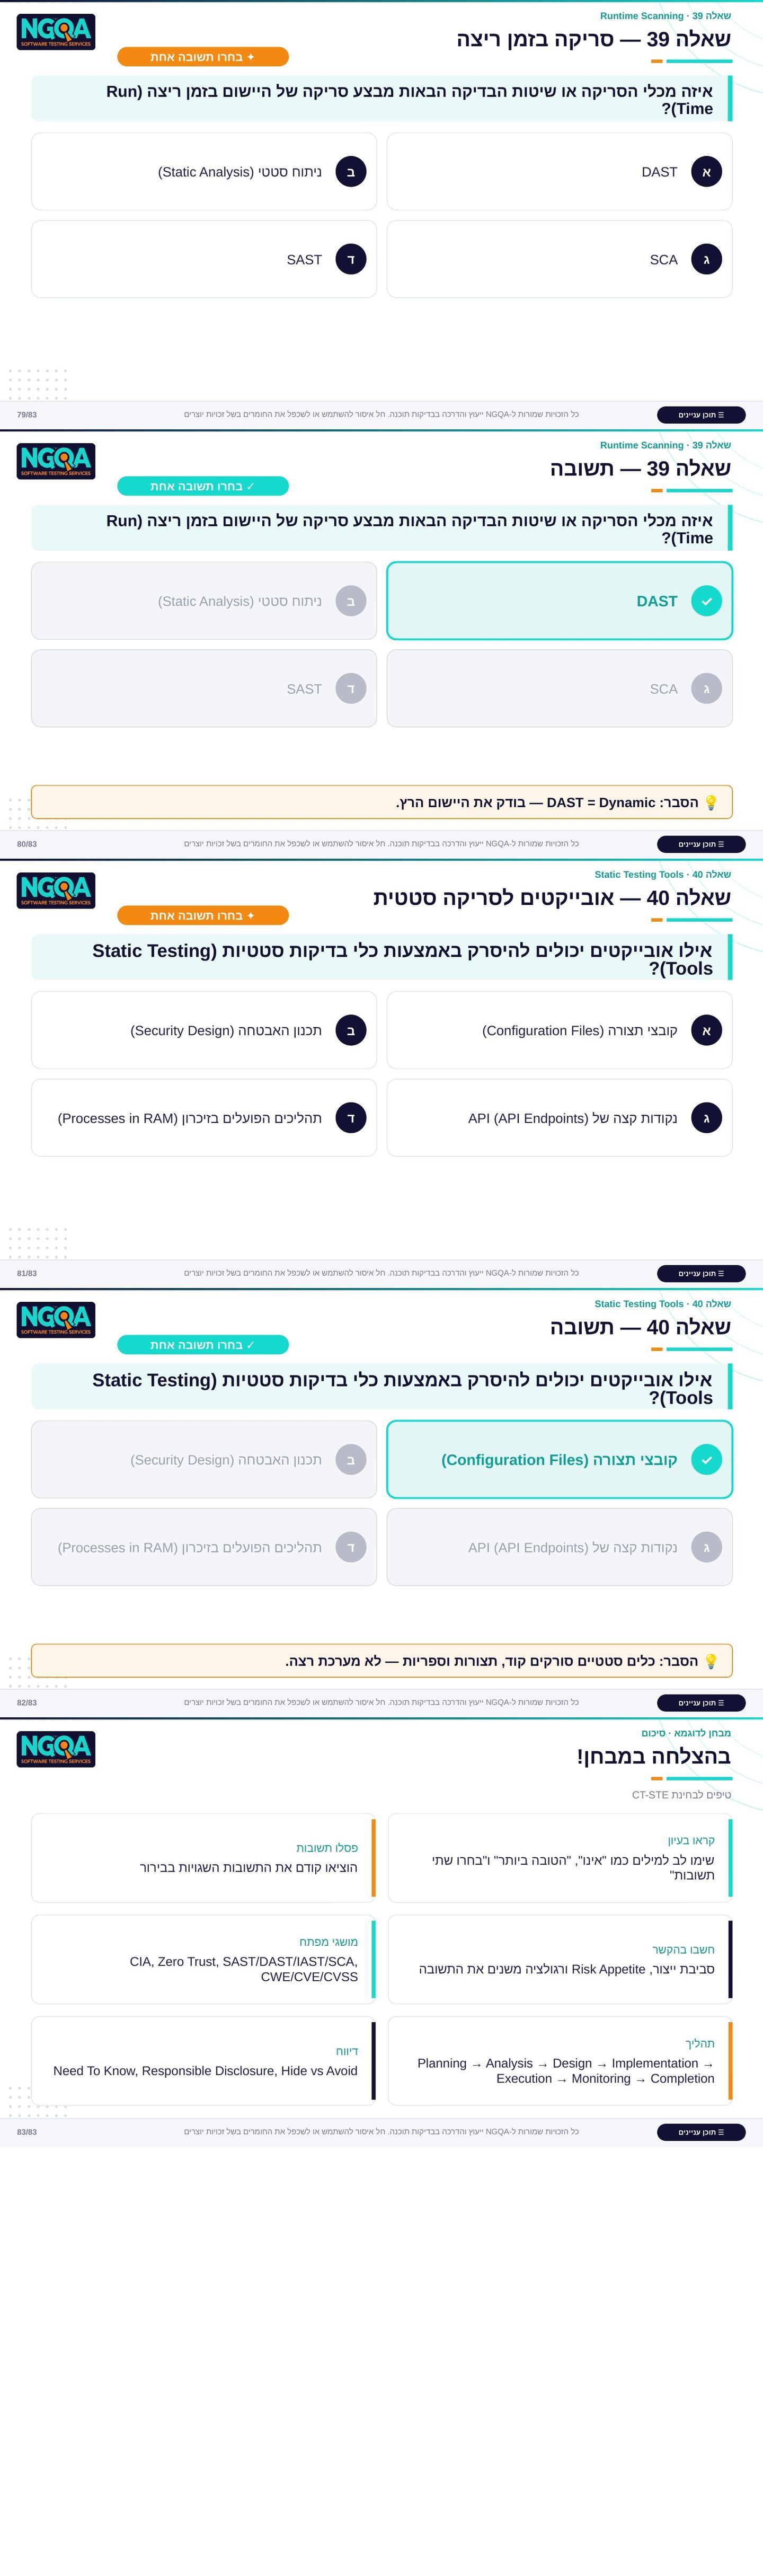 שאלה 39 · Runtime Scanning
שאלה 39 — סריקה בזמן ריצה
NGQA
SOFTWARE TESTING SERVICES
✦ בחרו תשובה אחת
איזה מכלי הסריקה או שיטות הבדיקה הבאות מבצע סריקה של היישום בזמן ריצה (Run
Time)?
א DAST
ב ניתוח סטטי (Static Analysis)
ג SCA
ד SAST
☰ תוכן עניינים
כל הזכויות שמורות ל-NGQA ייעוץ והדרכה בבדיקות תוכנה. חל איסור להשתמש או לשכפל את החומרים בשל זכויות יוצרים
79/83
שאלה 39 · Runtime Scanning
שאלה 39 — תשובה
NGQA
SOFTWARE TESTING SERVICES
✓ בחרו תשובה אחת
איזה מכלי הסריקה או שיטות הבדיקה הבאות מבצע סריקה של היישום בזמן ריצה (Run
Time)?
✓ DAST
ב ניתוח סטטי (Static Analysis)
ג SCA
ד SAST
💡 הסבר: DAST = Dynamic — בודק את היישום הרץ.
☰ תוכן עניינים
כל הזכויות שמורות ל-NGQA ייעוץ והדרכה בבדיקות תוכנה. חל איסור להשתמש או לשכפל את החומרים בשל זכויות יוצרים
80/83
שאלה 40 · Static Testing Tools
שאלה 40 — אובייקטים לסריקה סטטית
NGQA
SOFTWARE TESTING SERVICES
✦ בחרו תשובה אחת
אילו אובייקטים יכולים להיסרק באמצעות כלי בדיקות סטטיות (Static Testing
Tools)?
א קובצי תצורה (Configuration Files)
ב תכנון האבטחה (Security Design)
ג נקודות קצה של API (API Endpoints)
ד תהליכים הפועלים בזיכרון (Processes in RAM)
☰ תוכן עניינים
כל הזכויות שמורות ל-NGQA ייעוץ והדרכה בבדיקות תוכנה. חל איסור להשתמש או לשכפל את החומרים בשל זכויות יוצרים
81/83
שאלה 40 · Static Testing Tools
שאלה 40 — תשובה
NGQA
SOFTWARE TESTING SERVICES
✓ בחרו תשובה אחת
אילו אובייקטים יכולים להיסרק באמצעות כלי בדיקות סטטיות (Static Testing
Tools)?
✓ קובצי תצורה (Configuration Files)
ב תכנון האבטחה (Security Design)
ג נקודות קצה של API (API Endpoints)
ד תהליכים הפועלים בזיכרון (Processes in RAM)
💡 הסבר: כלים סטטיים סורקים קוד, תצורות וספריות — לא מערכת רצה.
☰ תוכן עניינים
כל הזכויות שמורות ל-NGQA ייעוץ והדרכה בבדיקות תוכנה. חל איסור להשתמש או לשכפל את החומרים בשל זכויות יוצרים
82/83
מבחן לדוגמא · סיכום
בהצלחה במבחן!
NGQA
SOFTWARE TESTING SERVICES
טיפים לבחינת CT-STE
קראו בעיון
שימו לב למילים כמו "אינו", "הטובה ביותר" ו"בחרו שתי
תשובות"
פסלו תשובות
הוציאו קודם את התשובות השגויות בבירור
חשבו בהקשר
סביבת ייצור, Risk Appetite ורגולציה משנים את התשובה
מושגי מפתח
CIA, Zero Trust, SAST/DAST/IAST/SCA,
CWE/CVE/CVSS
תהליך
Planning → Analysis → Design → Implementation →
Execution → Monitoring → Completion
דיווח
Need To Know, Responsible Disclosure, Hide vs Avoid
☰ תוכן עניינים
כל הזכויות שמורות ל-NGQA ייעוץ והדרכה בבדיקות תוכנה. חל איסור להשתמש או לשכפל את החומרים בשל זכויות יוצרים
83/83